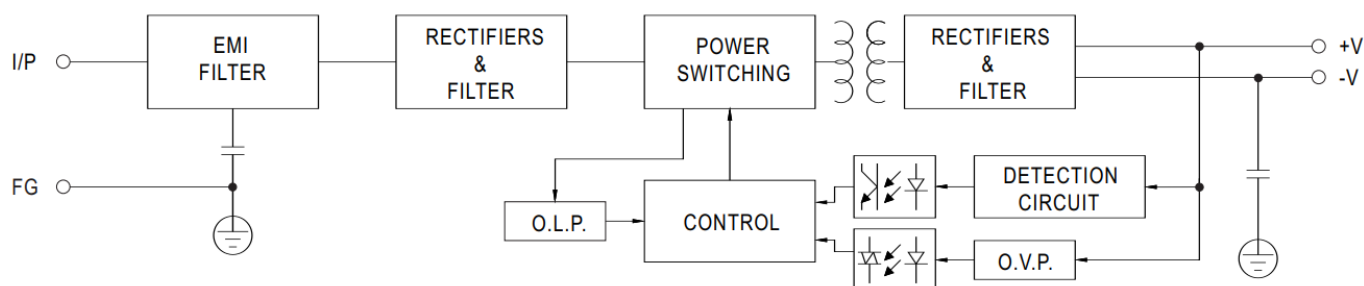 I/P
EMI
FILTER
RECTIFIERS
&
FILTER
POWER
SWITCHING
RECTIFIERS
&
FILTER
+V
-V
FG
O.L.P.
CONTROL
DETECTION
CIRCUIT
O.V.P.